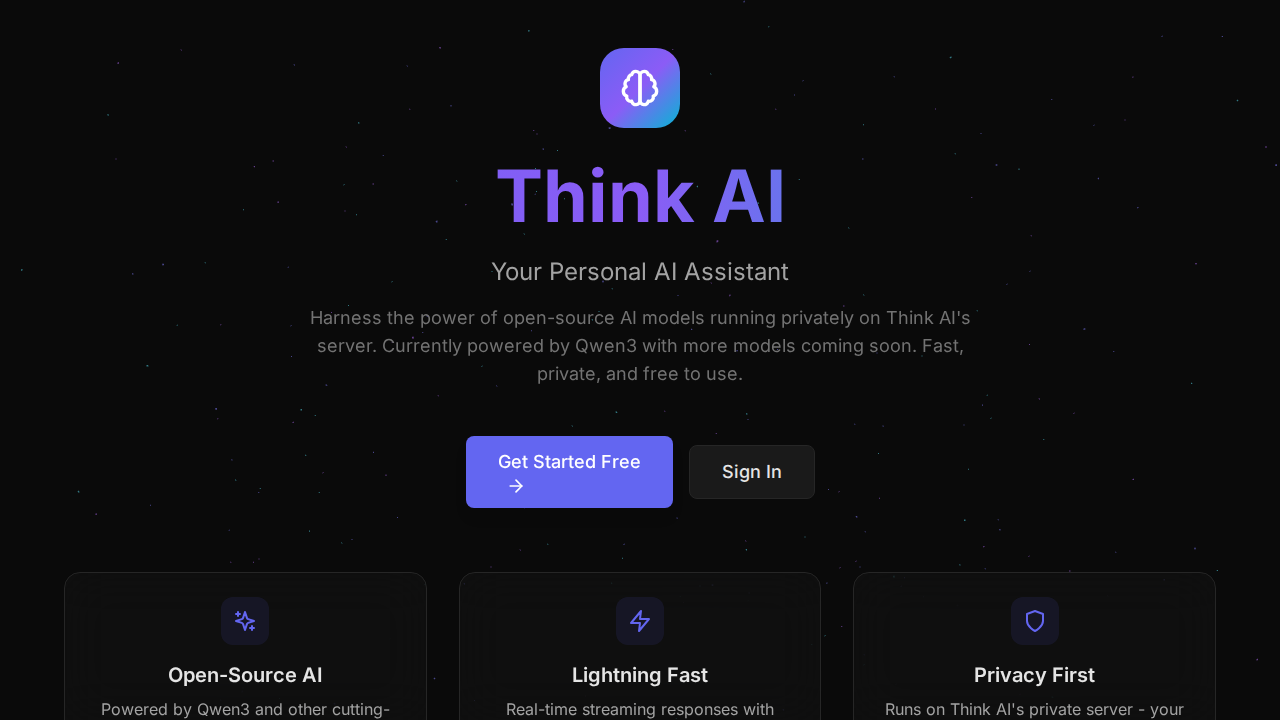 Think AI
Your Personal AI Assistant
Harness the power of open-source AI models running privately on Think AI's
server. Currently powered by Qwen3 with more models coming soon. Fast,
private, and free to use.
Get Started Free
Sign In
Open-Source AI
Lightning Fast
Privacy First
Powered by Qwen3 and other cutting-
Real-time streaming responses with
Runs on Think AI's private server - your